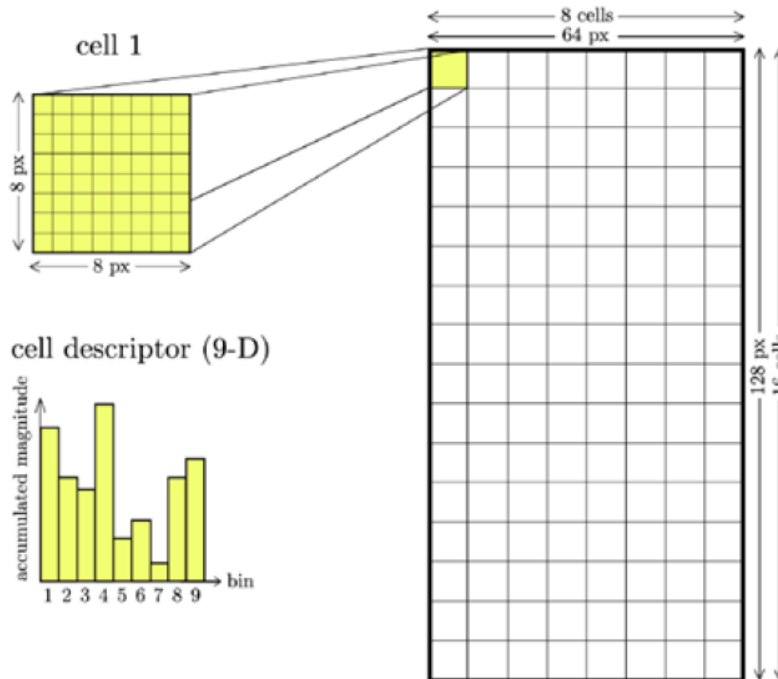 8 cells
64 px
cell 1
8 px
8 px
128 px
cell descriptor (9-D)
accumulated magnitude
bin
1 2 3 4 5 6 7 8 9